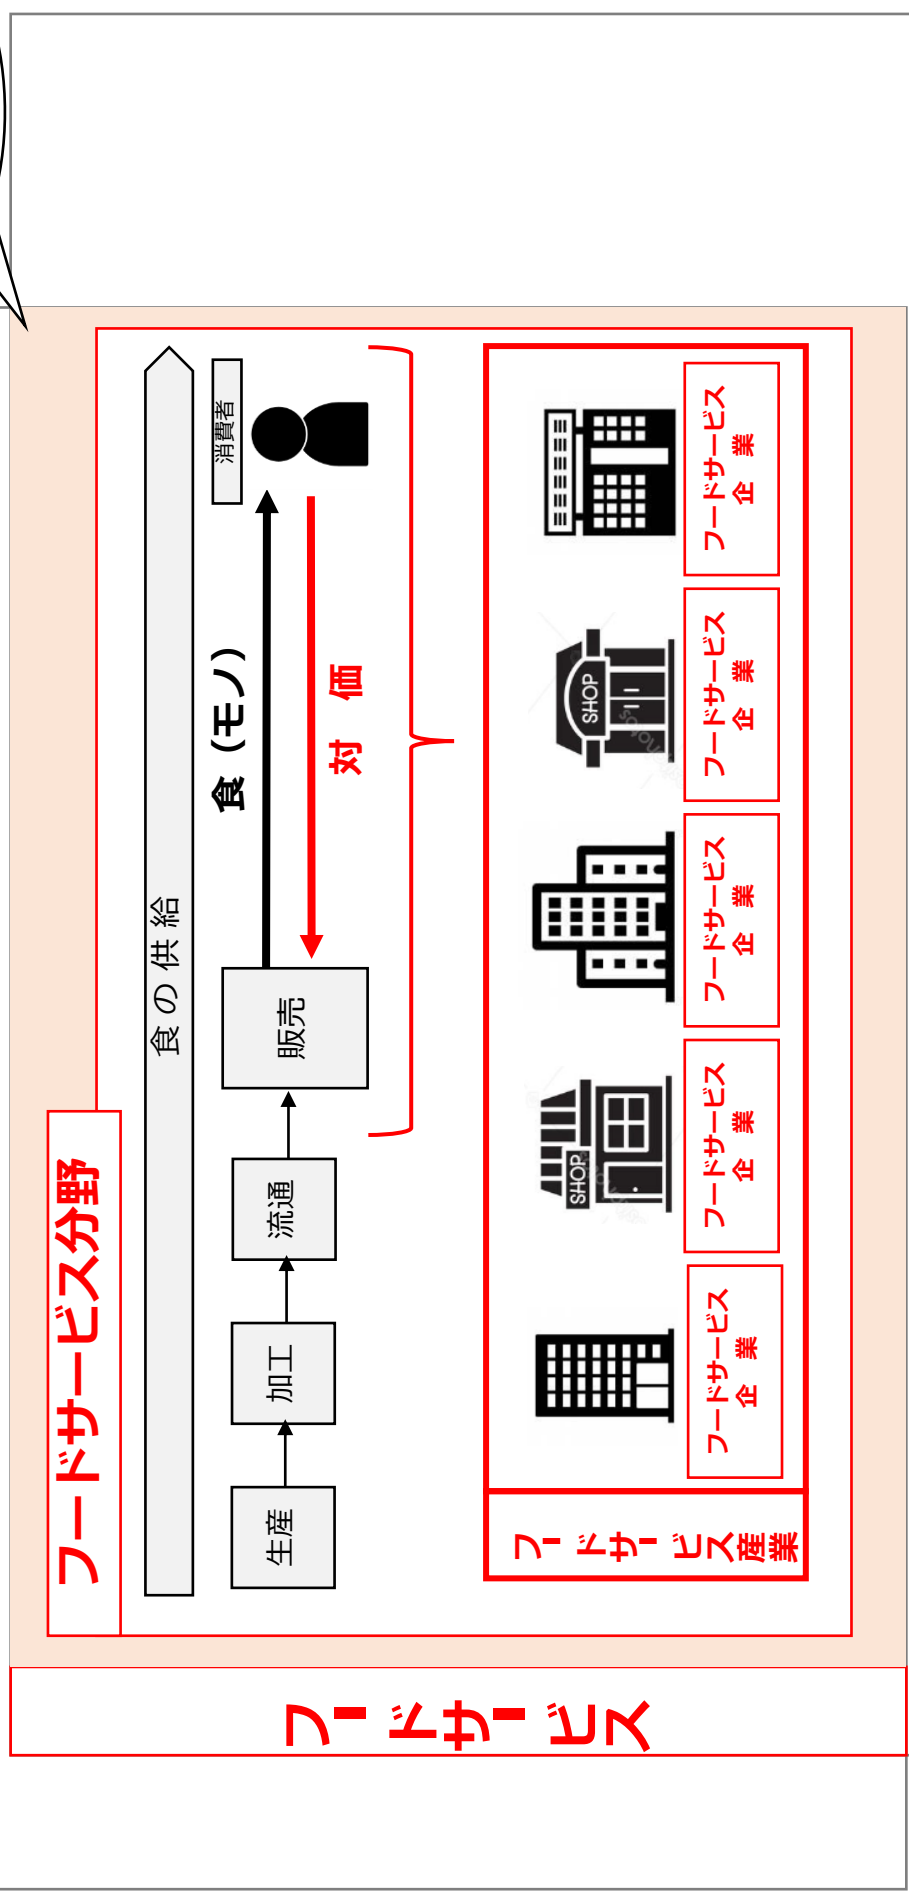 フードサービス
フードサービス分野
食の供給
生産
加工
流通
販売
食（モノ）
対　価
消費者
フードサービス産業
フードサービス
企　業
フードサービス
企　業
SHOP
フードサービス
企　業
フードサービス
企　業
SHOP
フードサービス
企　業